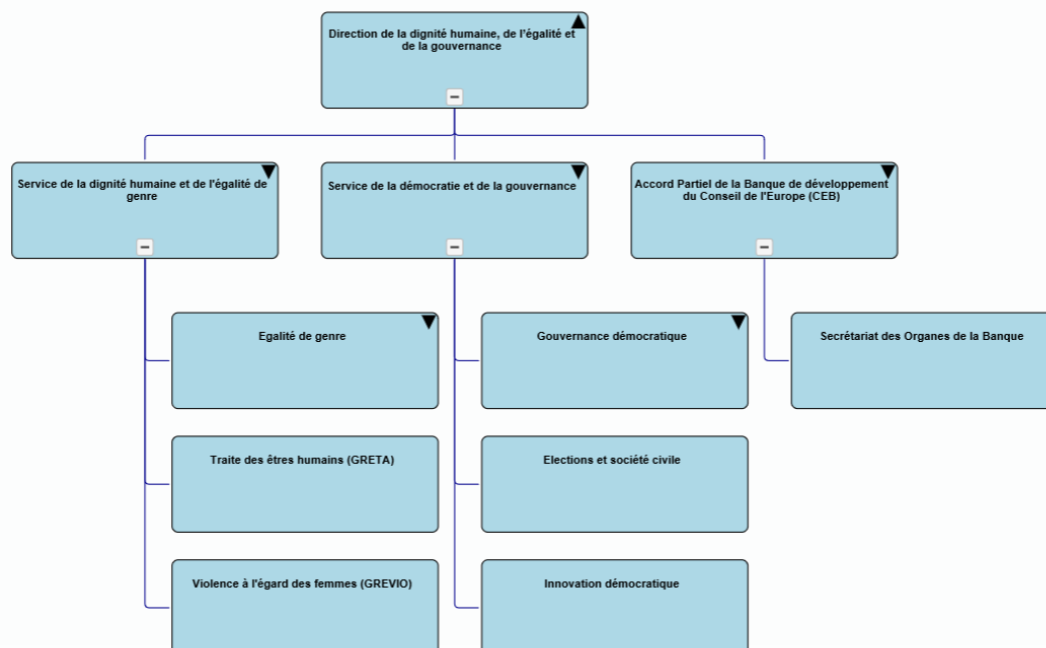 Direction de la dignité humaine, de l'égalité et
de la gouvernance
Service de la dignité humaine et de l'égalité de
genre
Service de la démocratie et de la gouvernance
Accord Partiel de la Banque de développement
du Conseil de l'Europe (CEB)
Egalité de genre
Gouvernance démocratique
Secrétariat des Organes de la Banque
Traite des êtres humains (GRETA)
Elections et société civile
Violence à l'égard des femmes (GREVIO)
Innovation démocratique